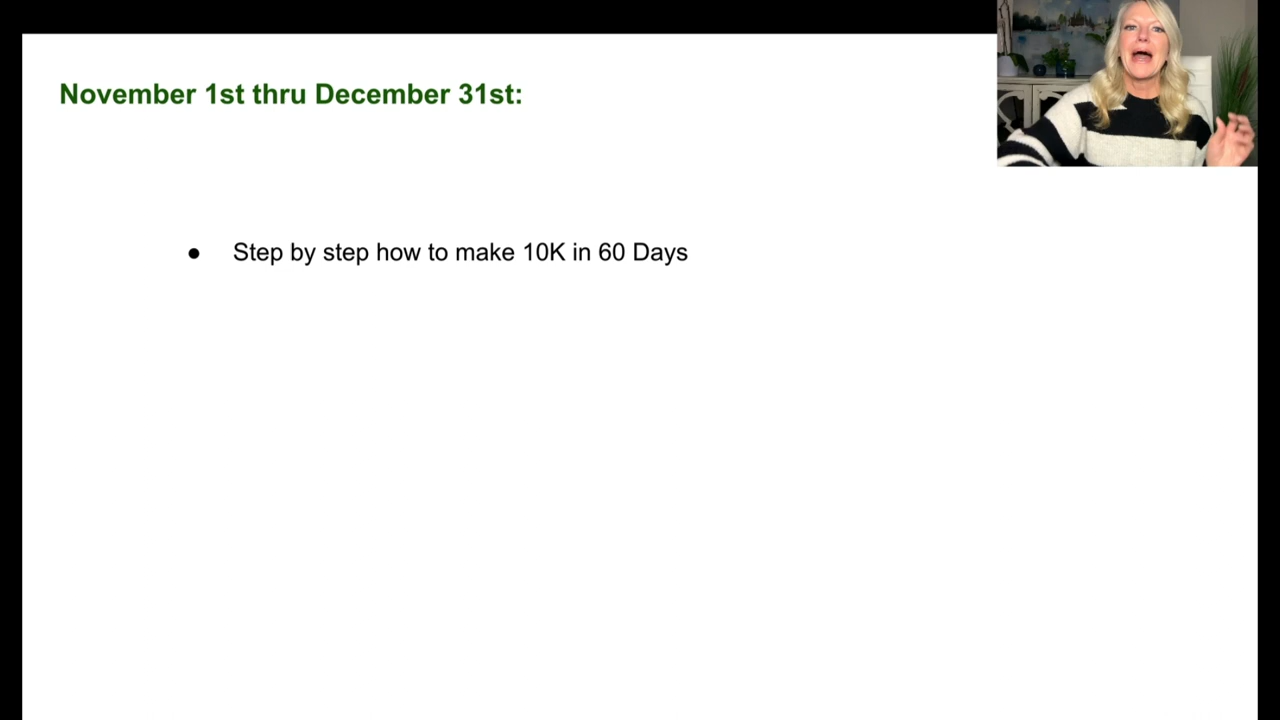 November 1st thru December 31st:
● Step by step how to make 10K in 60 Days